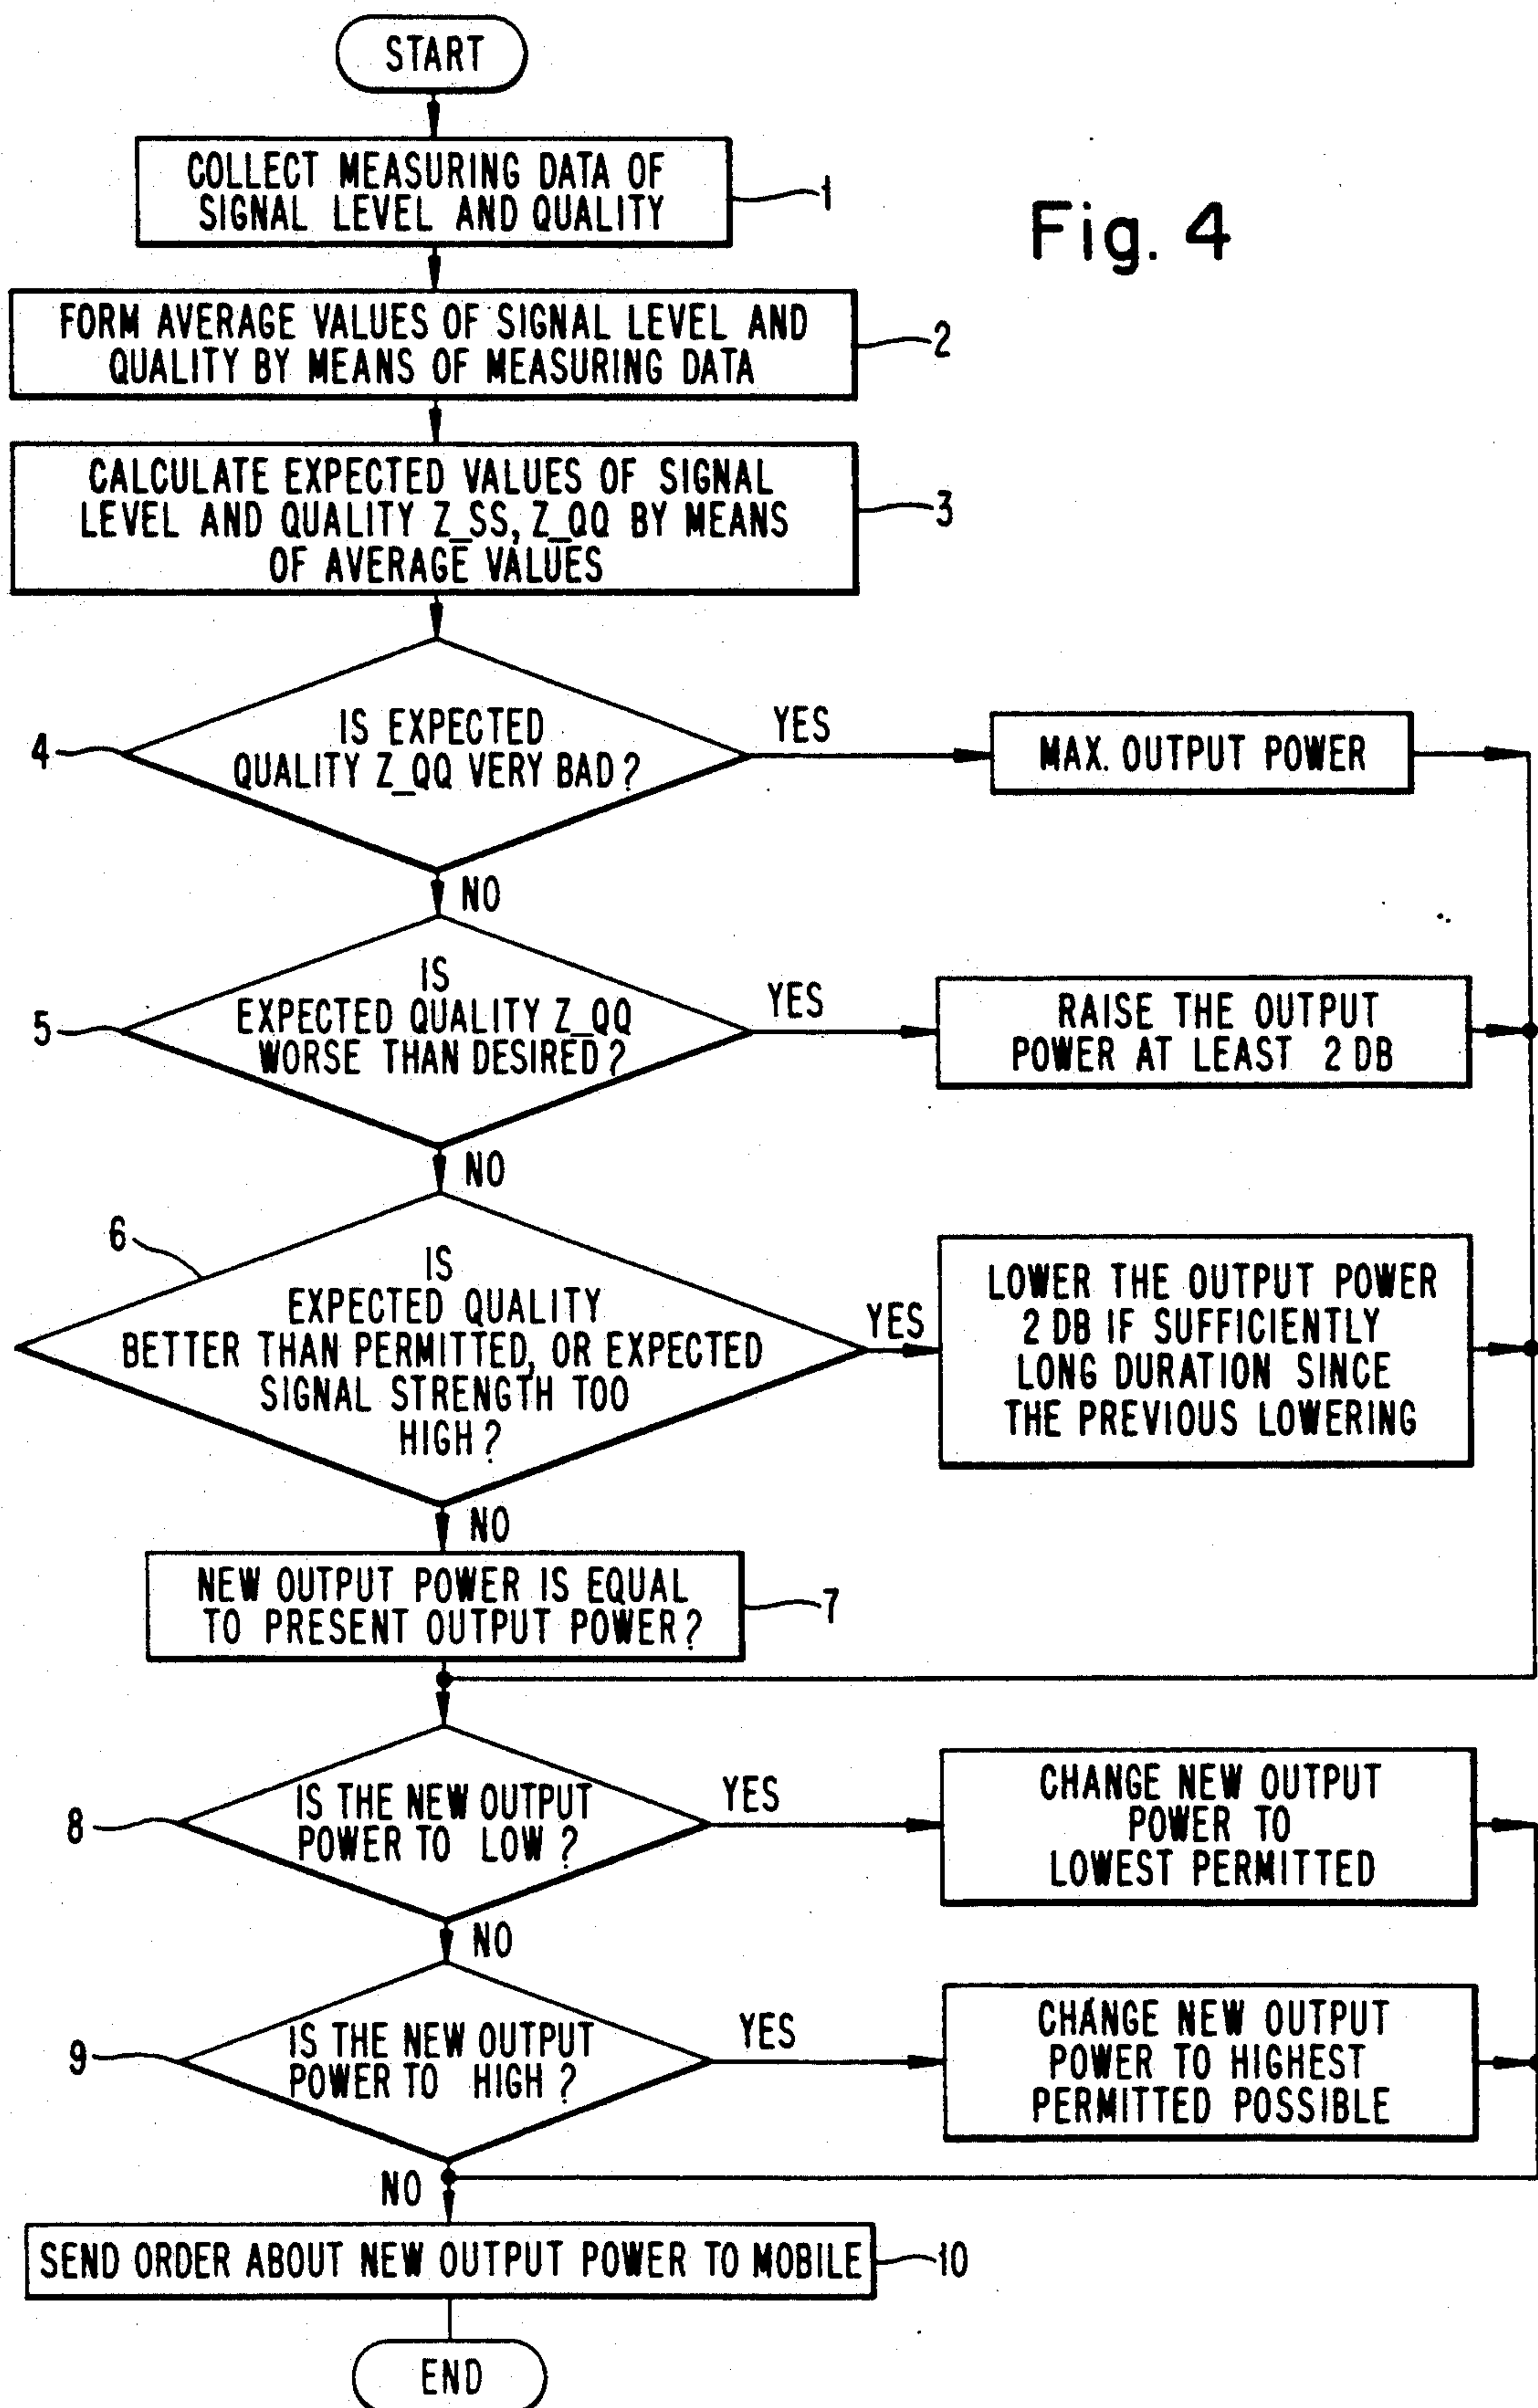 START
COLLECT MEASURING DATA OF
SIGNAL LEVEL AND QUALITY
1
Fig. 4
FORM AVERAGE VALUES OF SIGNAL LEVEL AND
QUALITY BY MEANS OF MEASURING DATA
2
CALCULATE EXPECTED VALUES OF SIGNAL
LEVEL AND QUALITY Z_SS, Z_QQ BY MEANS
OF AVERAGE VALUES
3
4
IS EXPECTED
QUALITY Z_QQ VERY BAD?
YES
MAX. OUTPUT POWER
NO
5
IS
EXPECTED QUALITY Z_QQ
WORSE THAN DESIRED?
YES
RAISE THE OUTPUT
POWER AT LEAST 2 DB
NO
6
IS
EXPECTED QUALITY
BETTER THAN PERMITTED, OR EXPECTED
SIGNAL STRENGTH TOO
HIGH?
YES
LOWER THE OUTPUT POWER
2 DB IF SUFFICIENTLY
LONG DURATION SINCE
THE PREVIOUS LOWERING
NO
NEW OUTPUT POWER IS EQUAL
TO PRESENT OUTPUT POWER?
7
8
IS THE NEW OUTPUT
POWER TO LOW?
YES
CHANGE NEW OUTPUT
POWER TO
LOWEST PERMITTED
NO
9
IS THE NEW OUTPUT
POWER TO HIGH?
YES
CHANGE NEW OUTPUT
POWER TO HIGHEST
PERMITTED POSSIBLE
NO
SEND ORDER ABOUT NEW OUTPUT POWER TO MOBILE
10
END